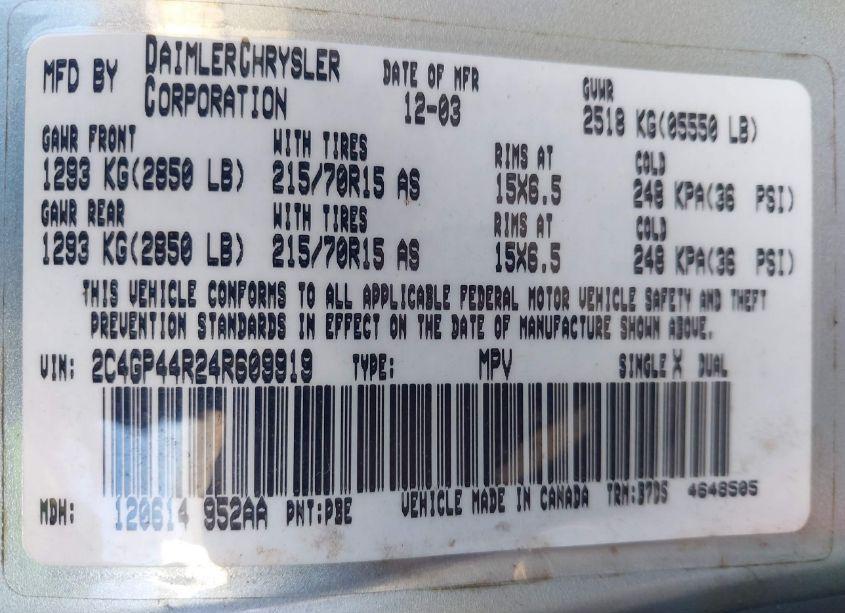 MFD BY DAIMLERCHRYSLER CORPORATION DATE OF MFR 12-03 GVWR 2518 KG(05550 LB)
GAWR FRONT WITH TIRES RIMS AT COLD
1293 KG(2850 LB) 215/70R15 AS 15X6.5 248 KPA(36 PSI)
GAWR REAR WITH TIRES RIMS AT COLD
1293 KG(2850 LB) 215/70R15 AS 15X6.5 248 KPA(36 PSI)
THIS VEHICLE CONFORMS TO ALL APPLICABLE FEDERAL MOTOR VEHICLE SAFETY AND THEFT
PREVENTION STANDARDS IN EFFECT ON THE DATE OF MANUFACTURE SHOWN ABOVE.
VIN: 2C4GP44R24R609919 TYPE: MPV SINGLE X DUAL
MDH: 120614 952AA PNT:PBE VEHICLE MADE IN CANADA TRM:B7D5 4648505